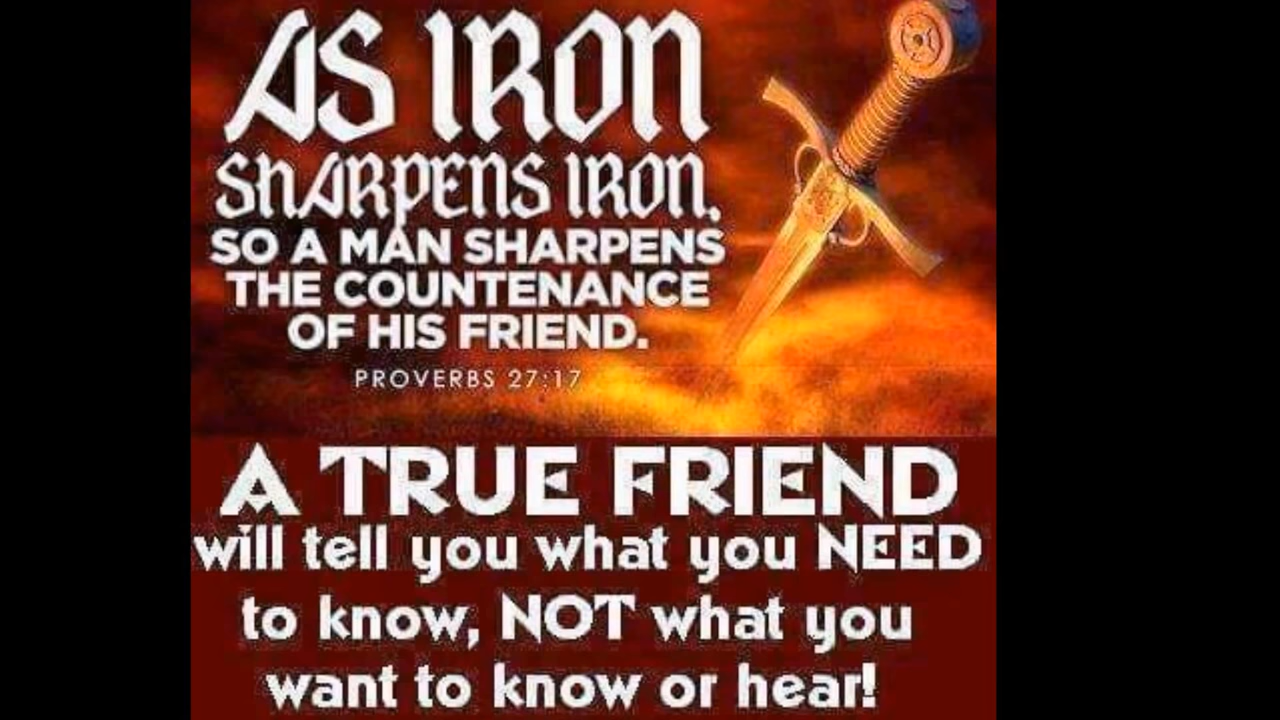 AS IRON
SHARPENS IRON,
SO A MAN SHARPENS
THE COUNTENANCE
OF HIS FRIEND.
PROVERBS 27:17
A TRUE FRIEND
will tell you what you NEED
to know, NOT what you
want to know or hear!